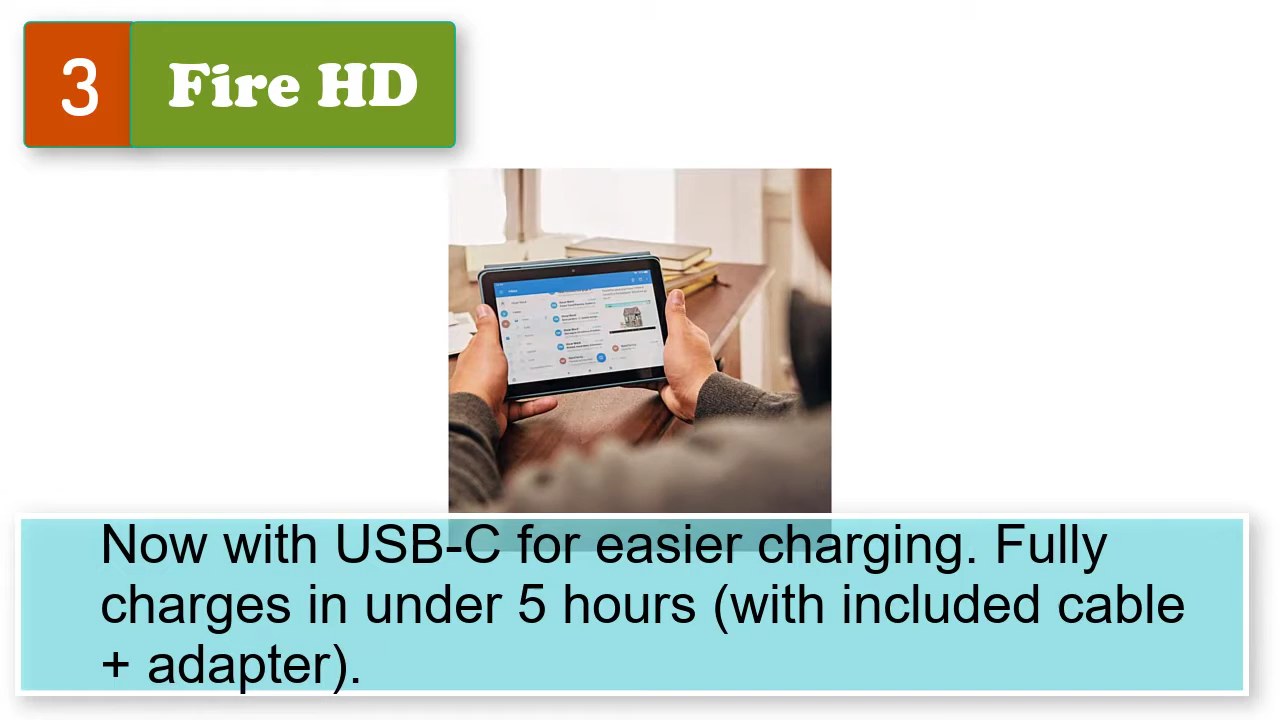 3 Fire HD
Now with USB-C for easier charging. Fully
charges in under 5 hours (with included cable
+ adapter).